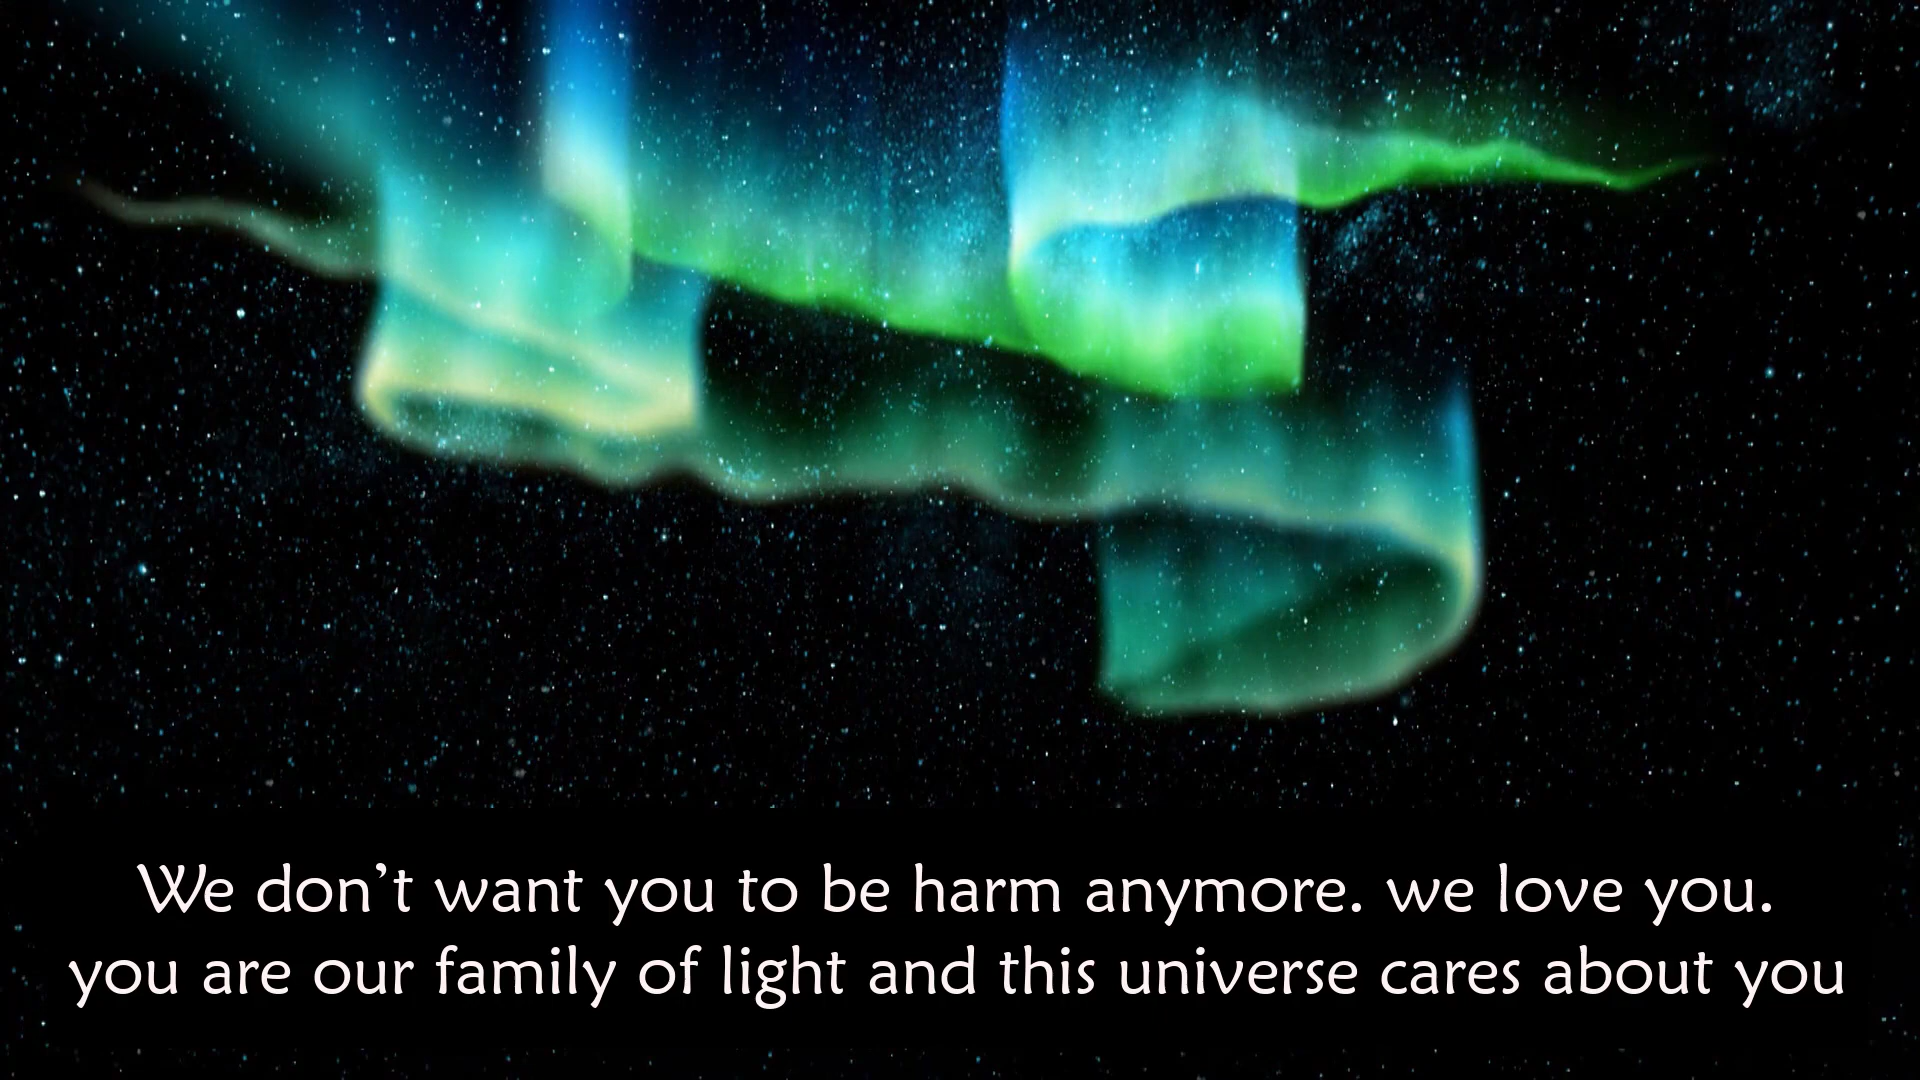 We don’t want you to be harm anymore. we love you.
you are our family of light and this universe cares about you